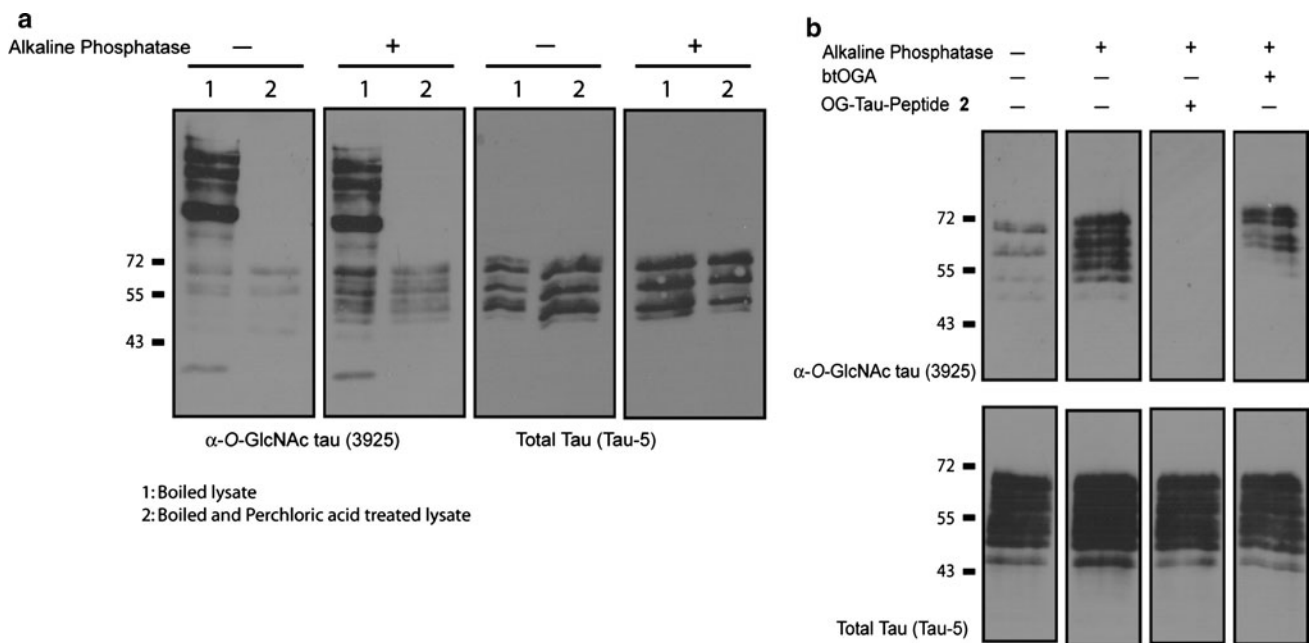 a
Alkaline Phosphatase — + — +
1 2 1 2 1 2 1 2
72
55
43
α-O-GlcNAc tau (3925) Total Tau (Tau-5)
1: Boiled lysate
2: Boiled and Perchloric acid treated lysate
b
Alkaline Phosphatase — + + +
btOGA — — — +
OG-Tau-Peptide 2 — — + —
72
55
43
α-O-GlcNAc tau (3925)
72
55
43
Total Tau (Tau-5)